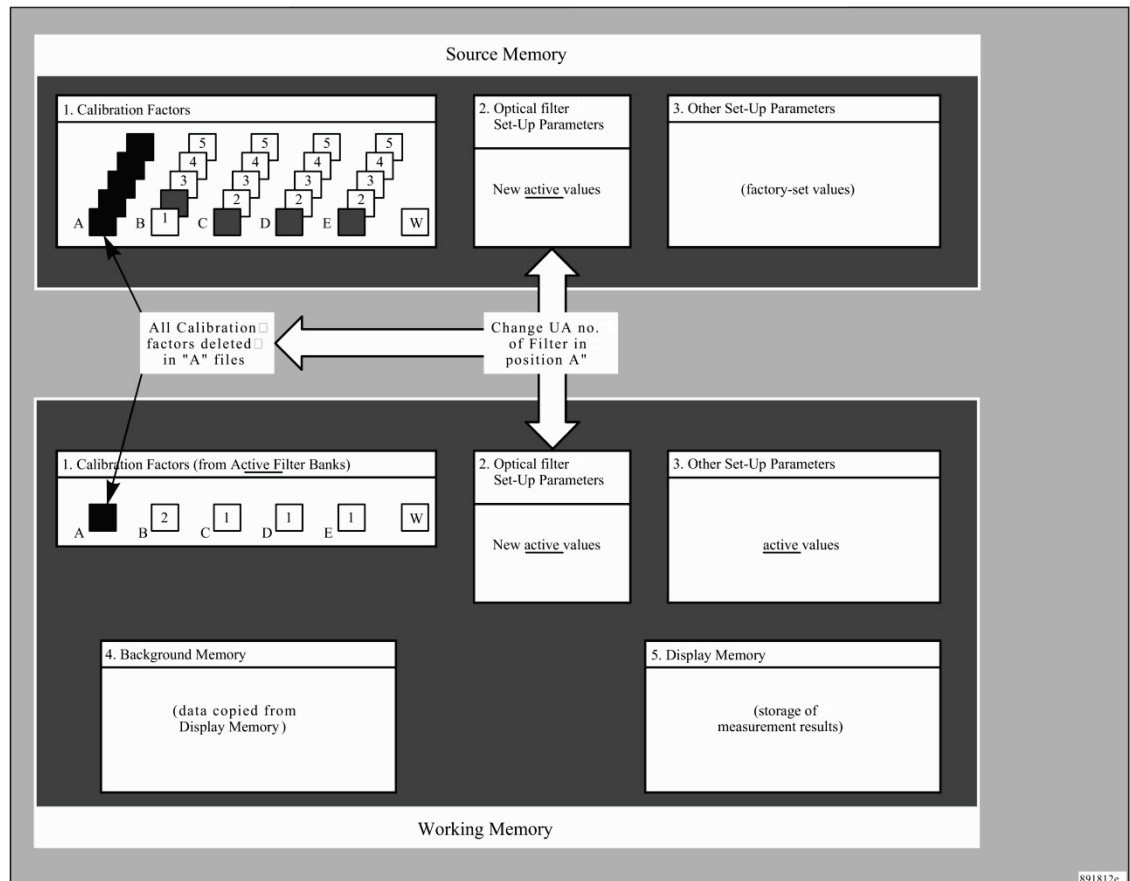 Source Memory
1. Calibration Factors
5 5 5 5
4 4 4 4
3 3 3 3
2 2 2
A B 1 C D E W
2. Optical filter
Set-Up Parameters
New active values
3. Other Set-Up Parameters
(factory-set values)
All Calibration
factors deleted
in "A" files
Change UA no.
of Filter in
position A"
1. Calibration Factors (from Active Filter Banks)
A B 2 C 1 D 1 E 1 W
2. Optical filter
Set-Up Parameters
New active values
3. Other Set-Up Parameters
active values
4. Background Memory
(data copied from
Display Memory)
5. Display Memory
(storage of
measurement results)
Working Memory
891812e